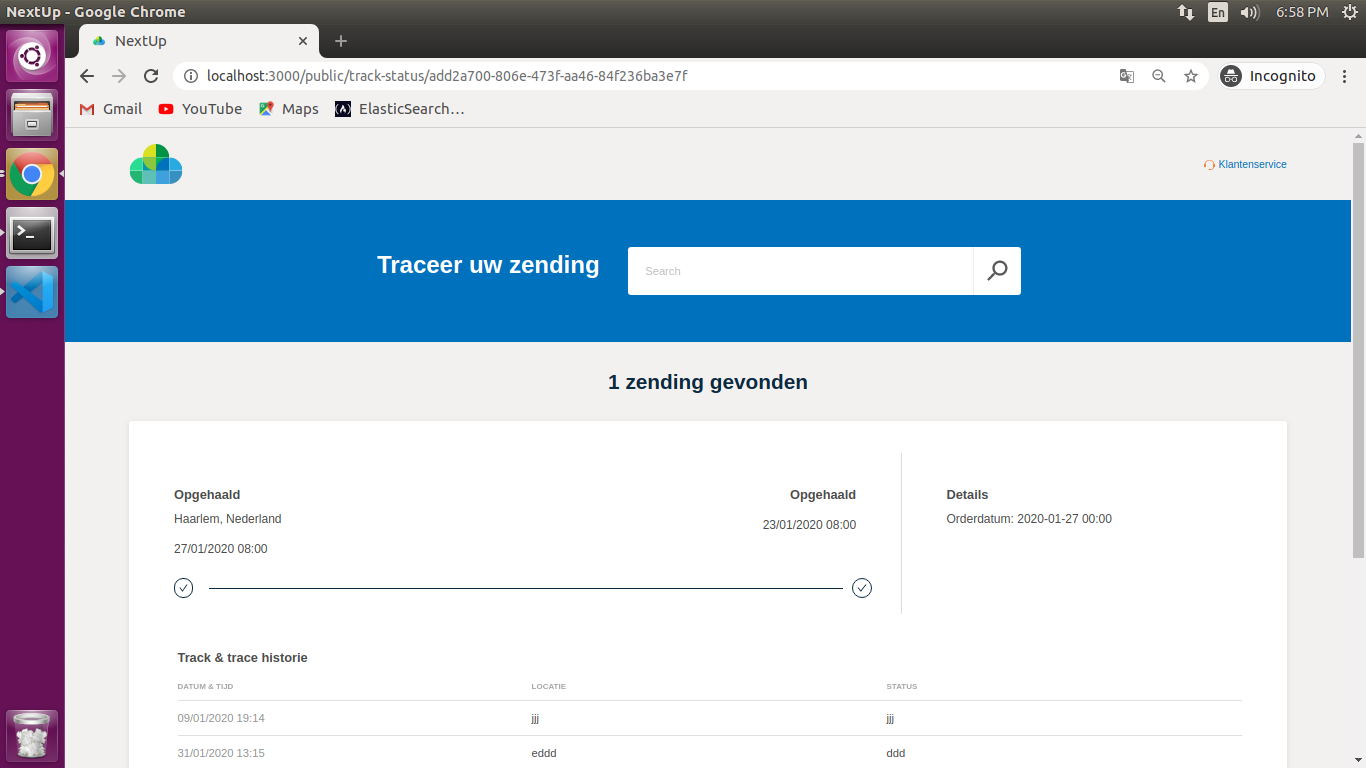 NextUp - Google Chrome
En
6:58 PM
NextUp
localhost:3000/public/track-status/add2a700-806e-473f-aa46-84f236ba3e7f
Incognito
Gmail
YouTube
Maps
ElasticSearch…
Klantenservice
Traceer uw zending
Search
1 zending gevonden
Opgehaald
Haarlem, Nederland
27/01/2020 08:00
Opgehaald
23/01/2020 08:00
Details
Orderdatum: 2020-01-27 00:00
Track & trace historie
DATUM & TIJD LOCATIE STATUS
09/01/2020 19:14 jjj jjj
31/01/2020 13:15 eddd ddd